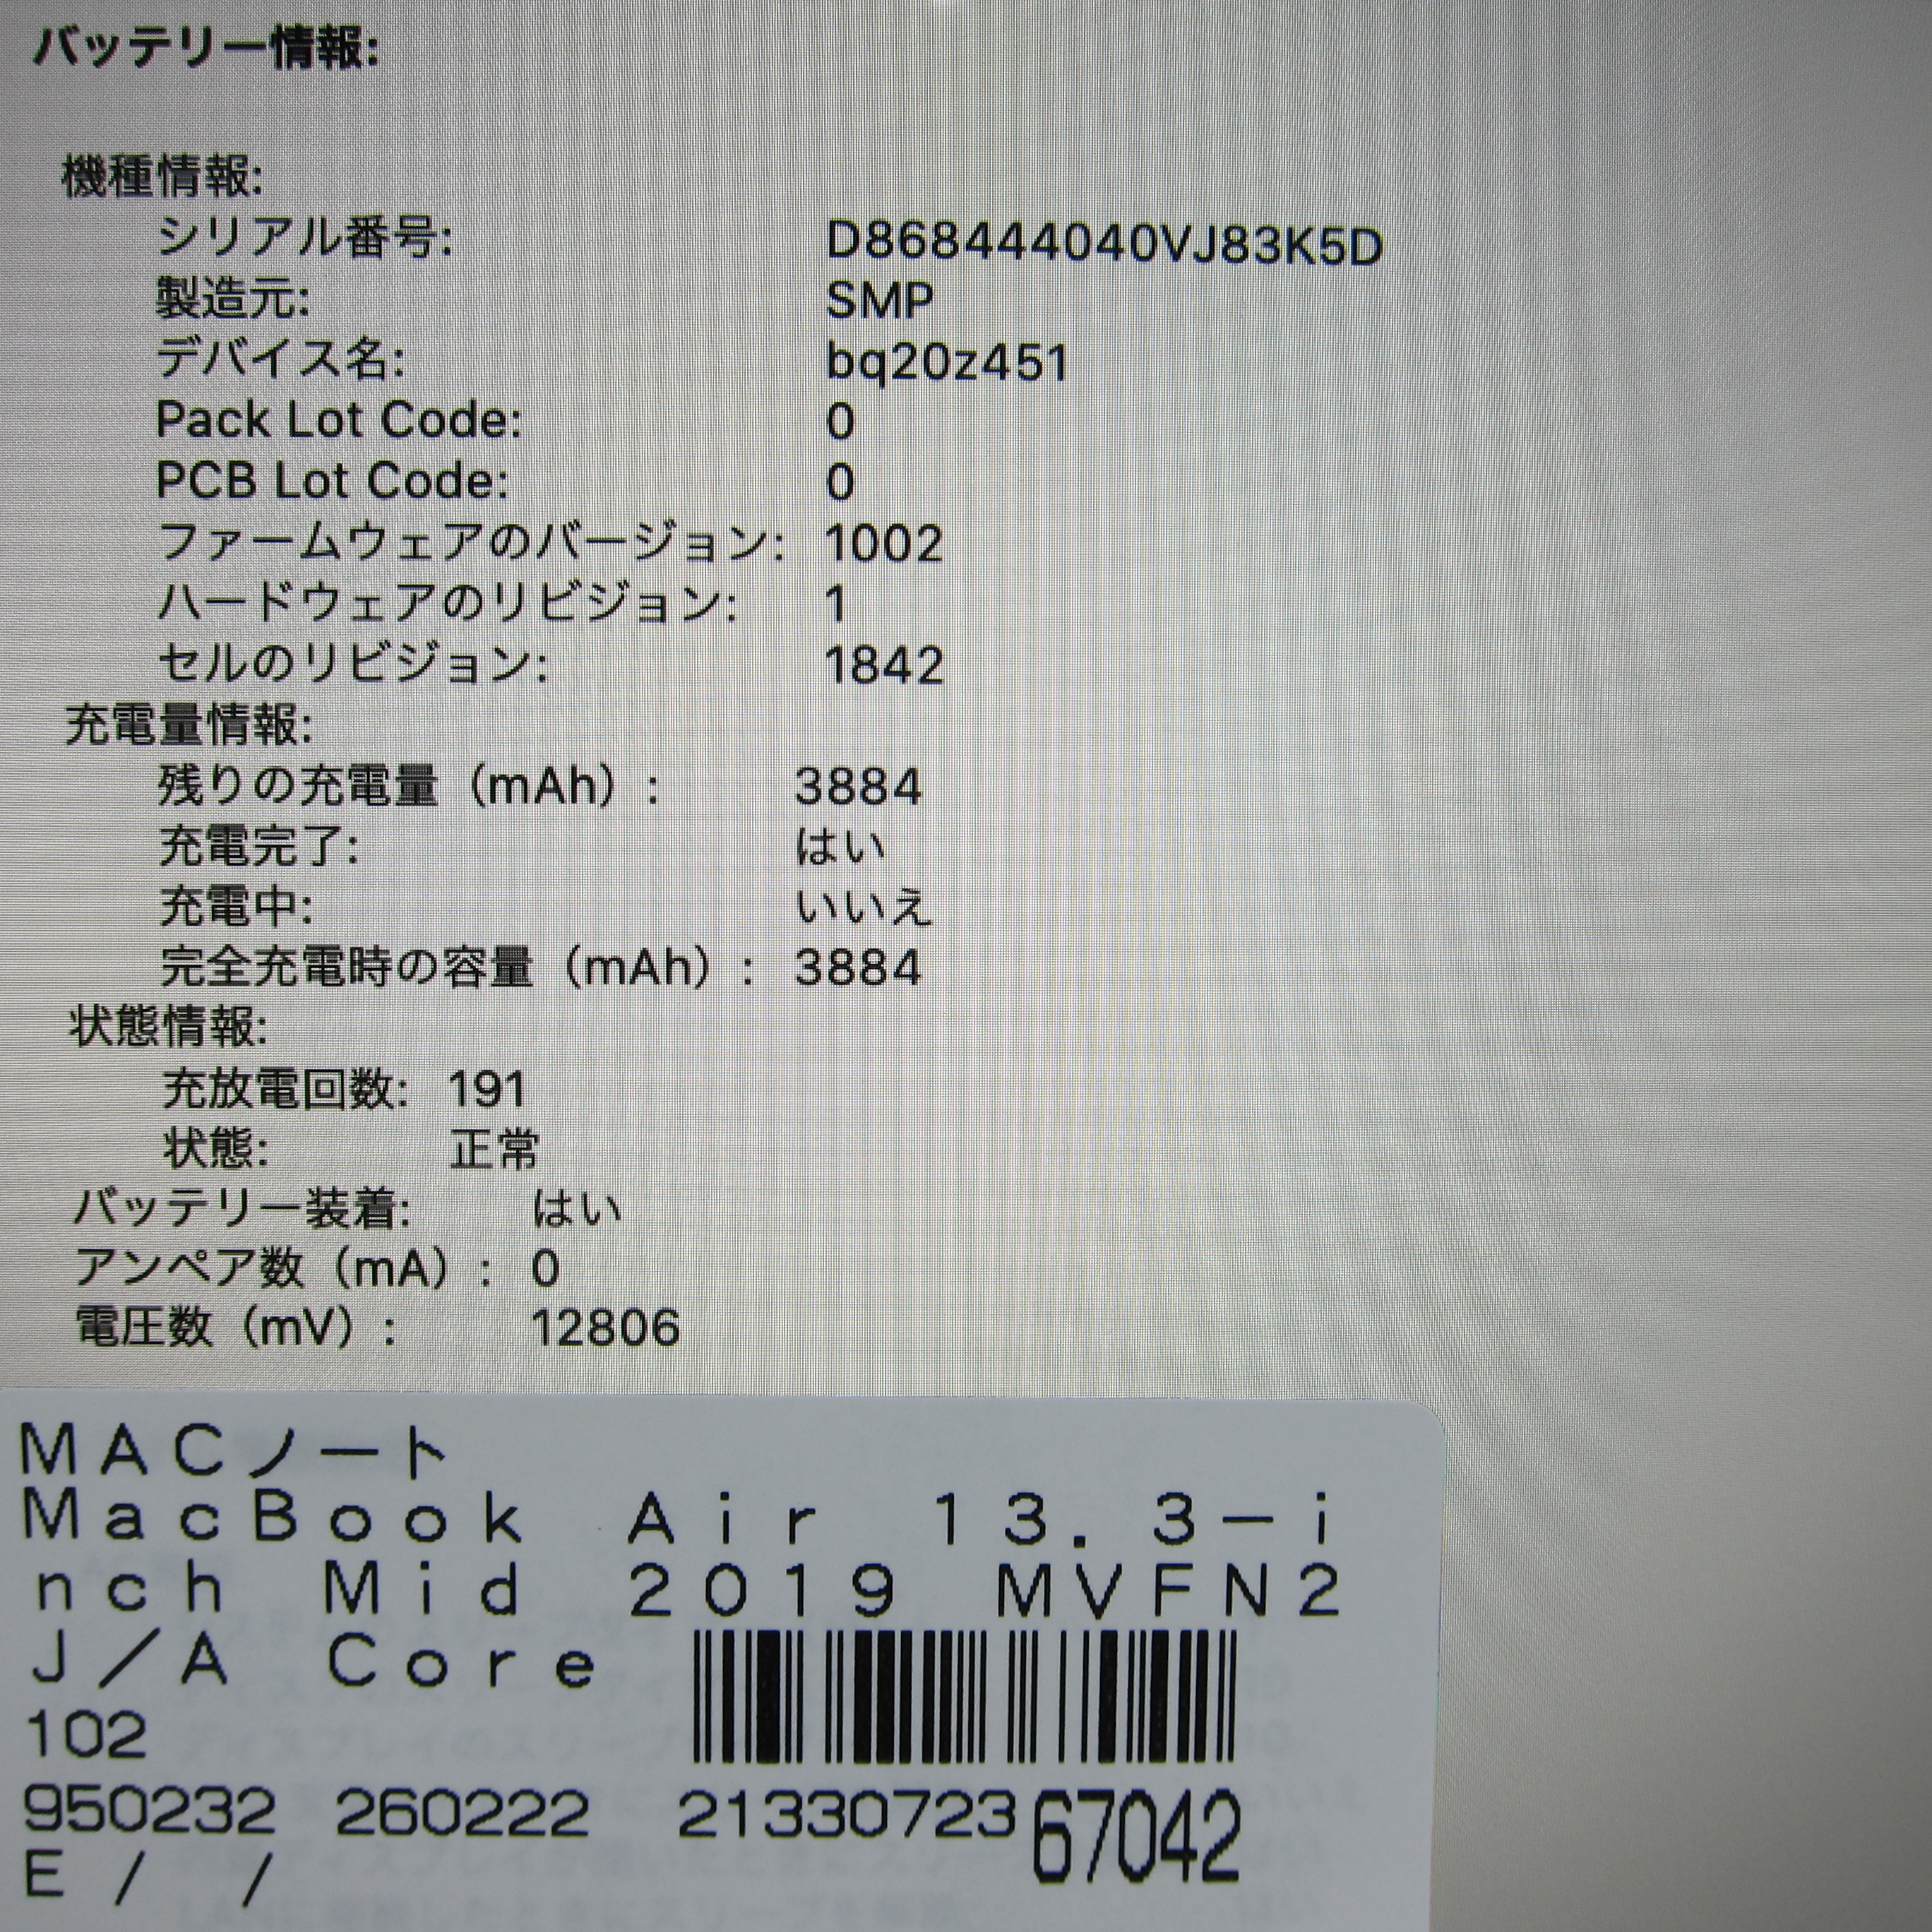 バッテリー情報:
機種情報:
シリアル番号: D868444040VJ83K5D
製造元: SMP
デバイス名: bq20z451
Pack Lot Code: 0
PCB Lot Code: 0
ファームウェアのバージョン: 1002
ハードウェアのリビジョン: 1
セルのリビジョン: 1842
充電量情報:
残りの充電量（mAh）: 3884
充電完了: はい
充電中: いいえ
完全充電時の容量（mAh）: 3884
状態情報:
充放電回数: 191
状態: 正常
バッテリー装着: はい
アンペア数（mA）: 0
電圧数（mV）: 12806
MACノート
MacBook Air 13.3－i
nch Mid 2019 MVFN2
J／A Core
102
950232 260222 2133072367042
E / /